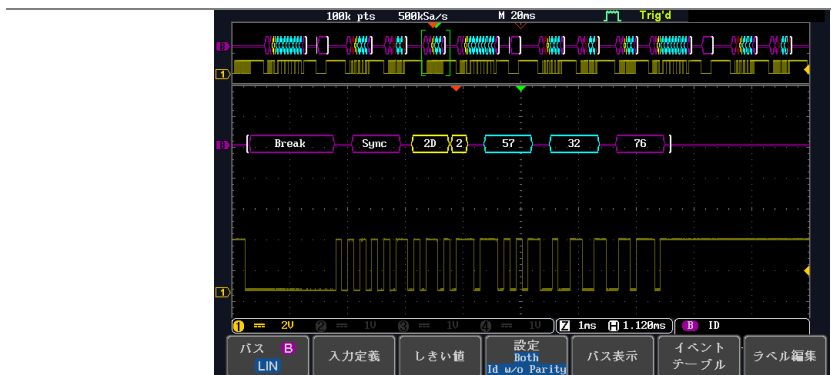 100k pts 500kSa/s M 20ms Trig'd
B
1
B Break Sync 2D 2 57 32 76
1
1 2V 2 1V 3 1V 4 1V Z 1ms H 1.120ms B ID
バス B
LIN
入力定義
しきい値
設定
Both
Id w/o Parity
バス表示
イベント
テーブル
ラベル編集